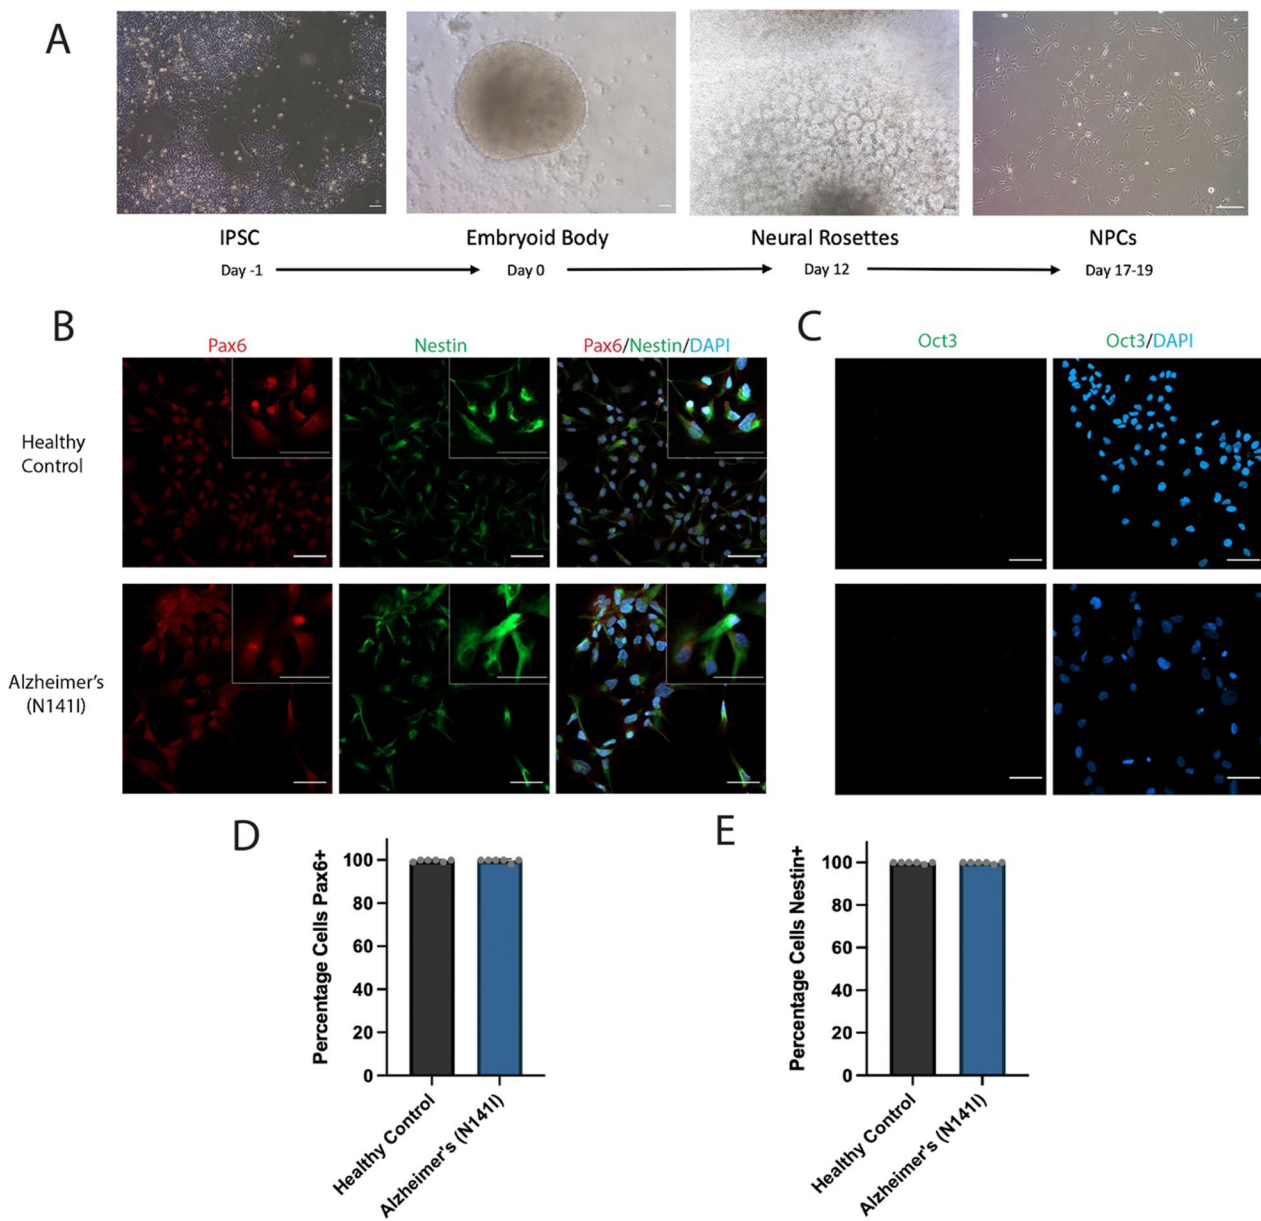 A
IPSC
Embryoid Body
Neural Rosettes
NPCs
Day -1
Day 0
Day 12
Day 17-19
B
C
Pax6
Nestin
Pax6/Nestin/DAPI
Oct3
Oct3/DAPI
Healthy
Control
Alzheimer's
(N141I)
D
E
Percentage Cells Pax6+
100
80
60
40
20
0
Healthy Control
Alzheimer's (N141I)
Percentage Cells Nestin+
100
80
60
40
20
0
Healthy Control
Alzheimer's (N141I)